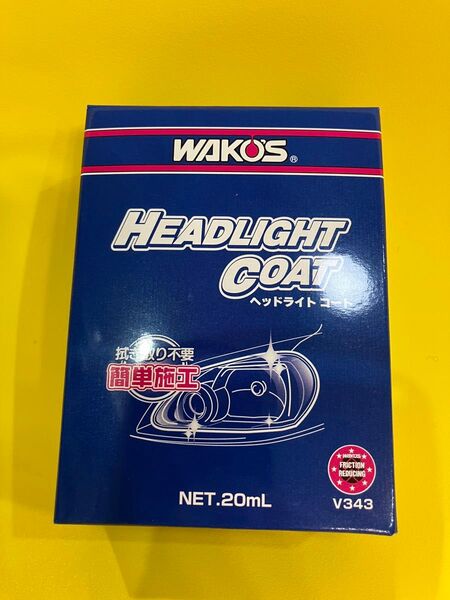 WAKO'S®
HEADLIGHT
COAT
ヘッドライト コート
拭き取り不要
簡単施工
FRICTION
REDUCING
NET.20mL
V343